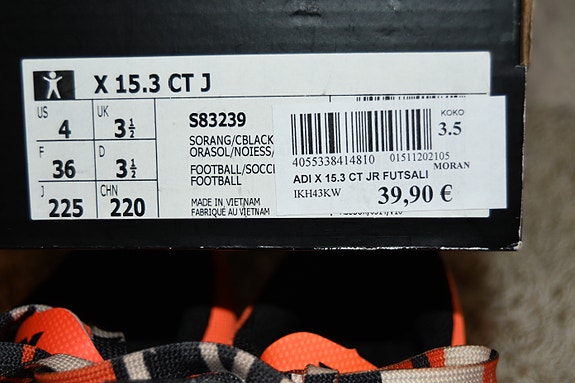 X 15.3 CT J
US 4 UK 3½
F 36 D 3½
J 225 CHN 220
S83239
SORANG/CBLACK
ORASOL/NOIESS/
FOOTBALL/SOCC
FOOTBALL
MADE IN VIETNAM
FABRIQUÉ AU VIETNAM
KOKO
3.5
4055338414810 01511202105
MORAN
ADI X 15.3 CT JR FUTSALI
IKH43KW 39,90 €